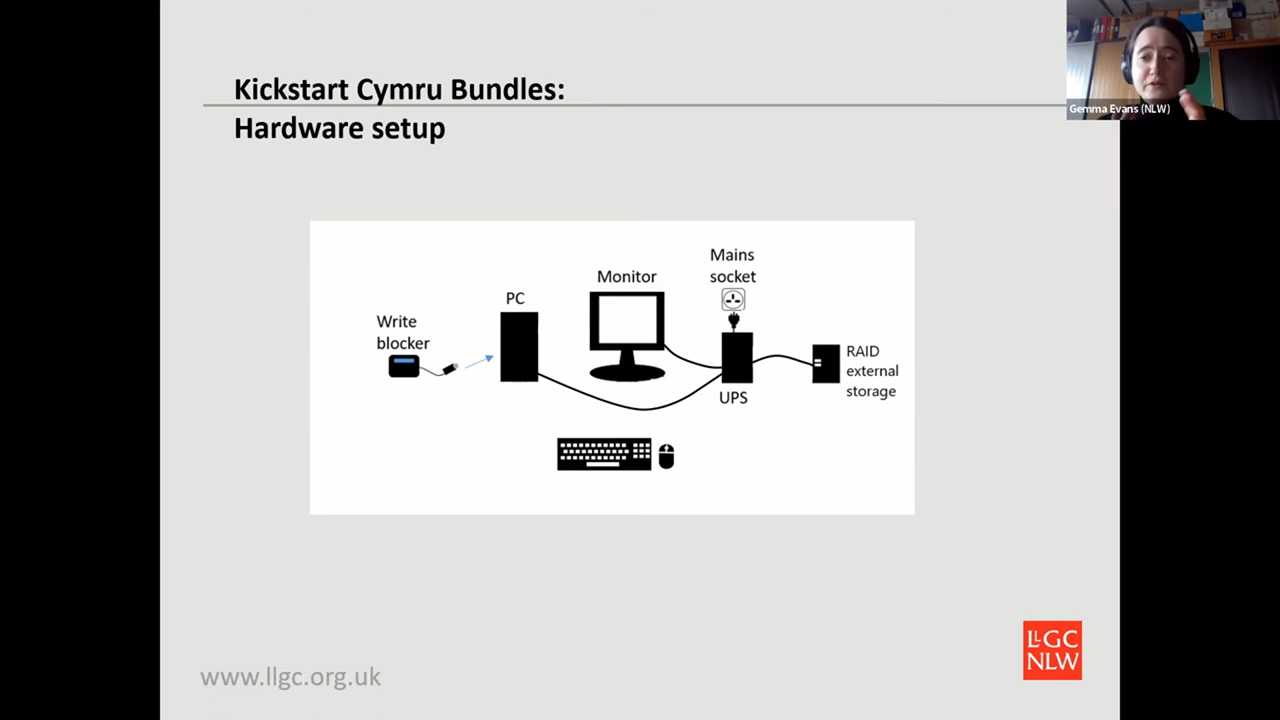 Kickstart Cymru Bundles:
Hardware setup
Gemma Evans (NLW)
Mains
socket
Monitor
PC
Write
blocker
RAID
external
storage
UPS
www.llgc.org.uk
LLGC
NLW